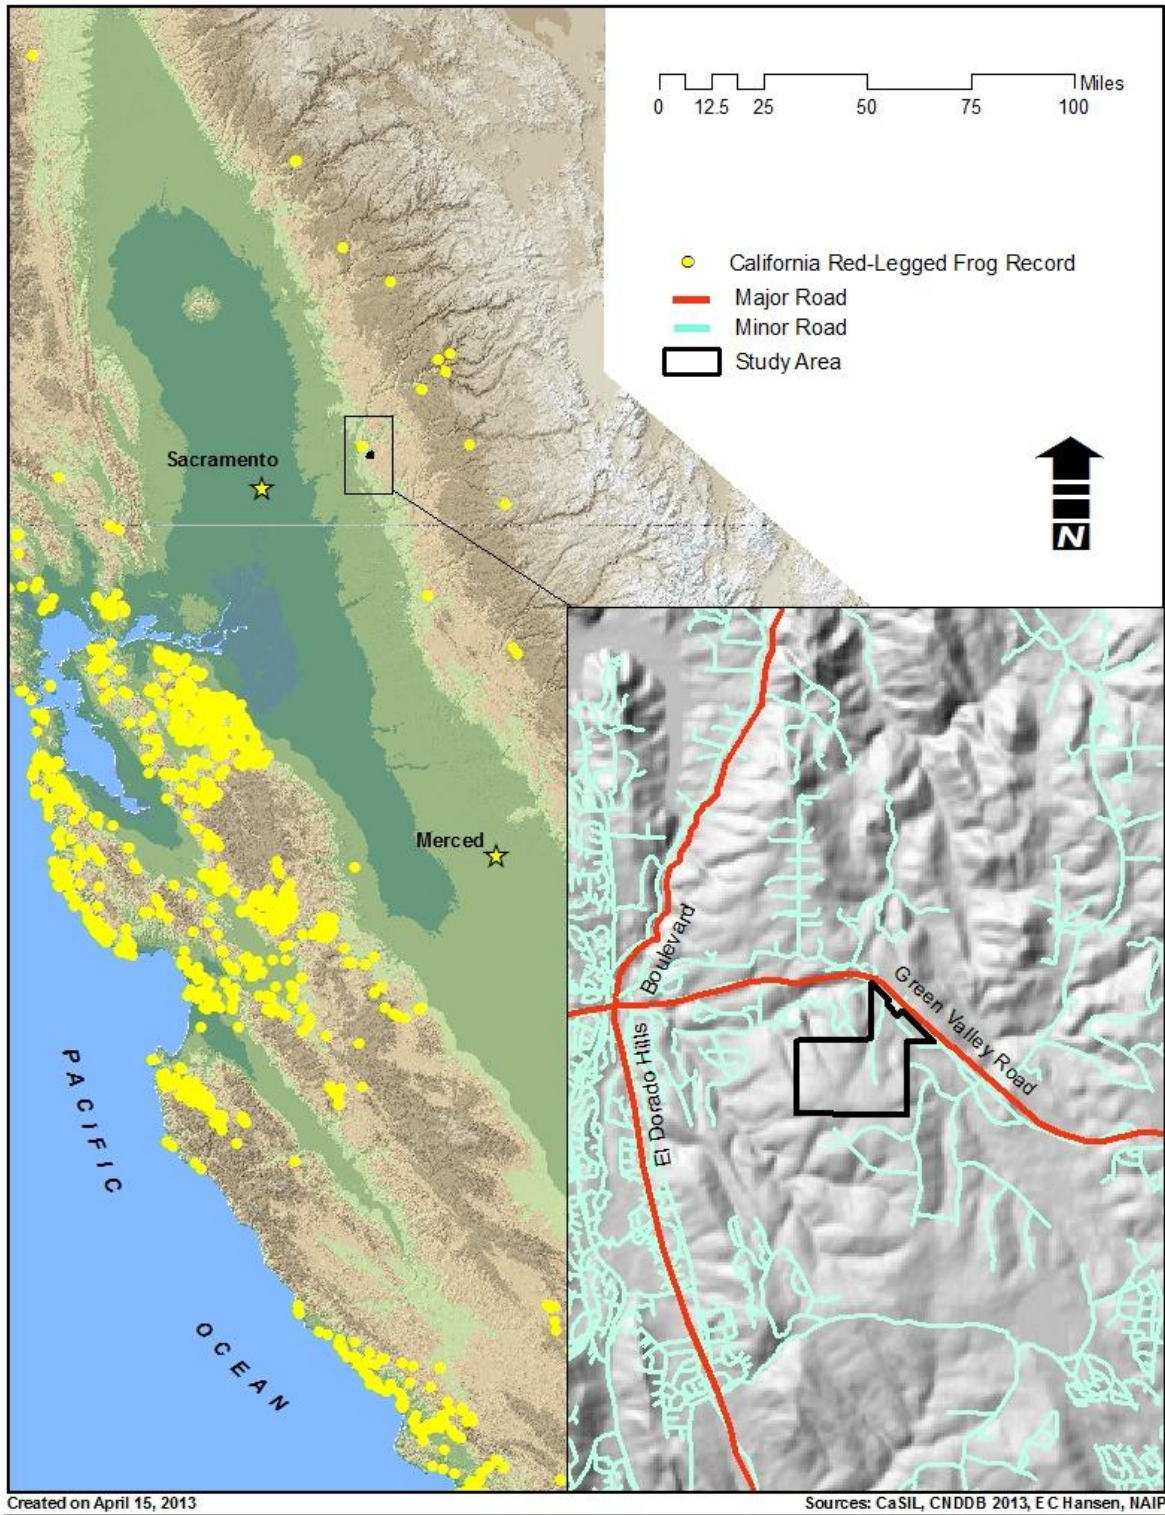 Miles
0 12.5 25 50 75 100
California Red-Legged Frog Record
Major Road
Minor Road
Study Area
N
Sacramento
Merced
PACIFIC
OCEAN
El Dorado Hills Boulevard
Green Valley Road
Created on April 15, 2013
Sources: CaSIL, CNDDB 2013, E C Hansen, NAIP